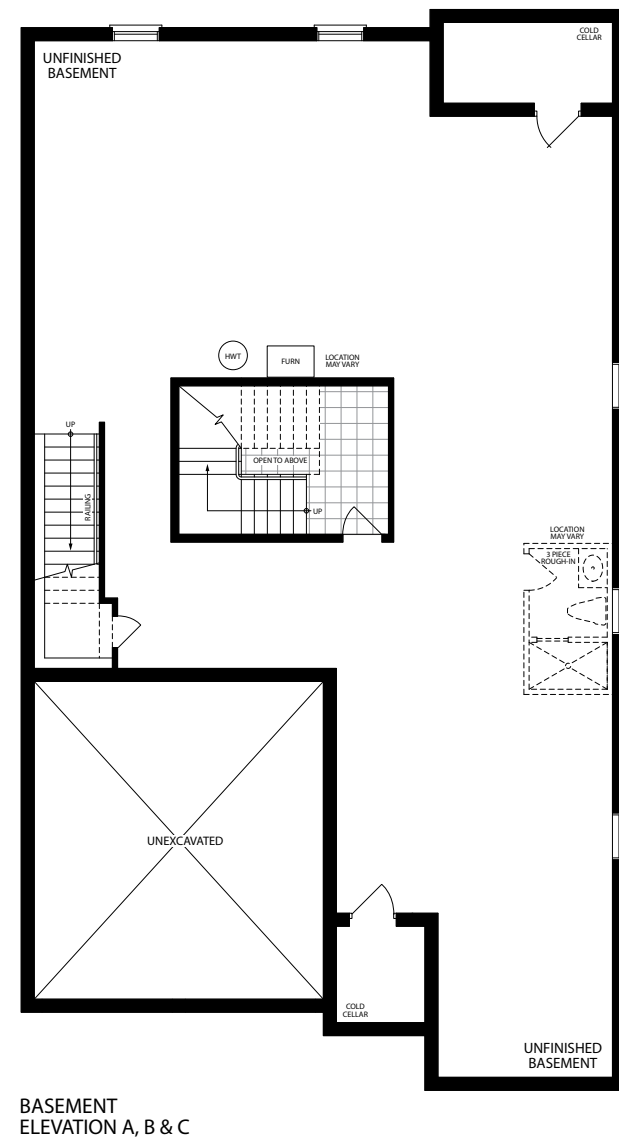 COLD
CELLAR
UNFINISHED
BASEMENT
HWT
FURN
LOCATION
MAY VARY
UP
OPEN TO ABOVE
RAILING
UP
LOCATION
MAY VARY
3 PIECE
ROUGH-IN
UNEXCAVATED
COLD
CELLAR
UNFINISHED
BASEMENT
BASEMENT
ELEVATION A, B & C